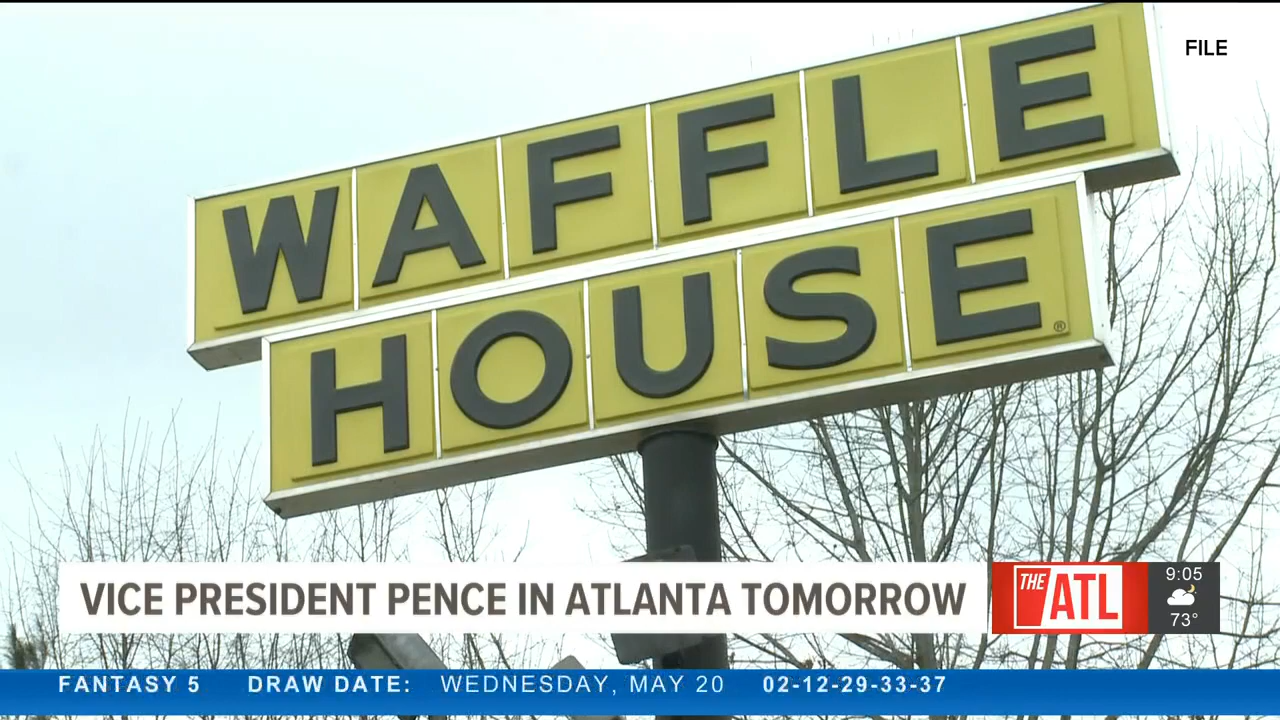 FILE
WAFFLE
HOUSE
®
VICE PRESIDENT PENCE IN ATLANTA TOMORROW
THE
ATL
9:05
73°
FANTASY 5 DRAW DATE: WEDNESDAY, MAY 20 02-12-29-33-37